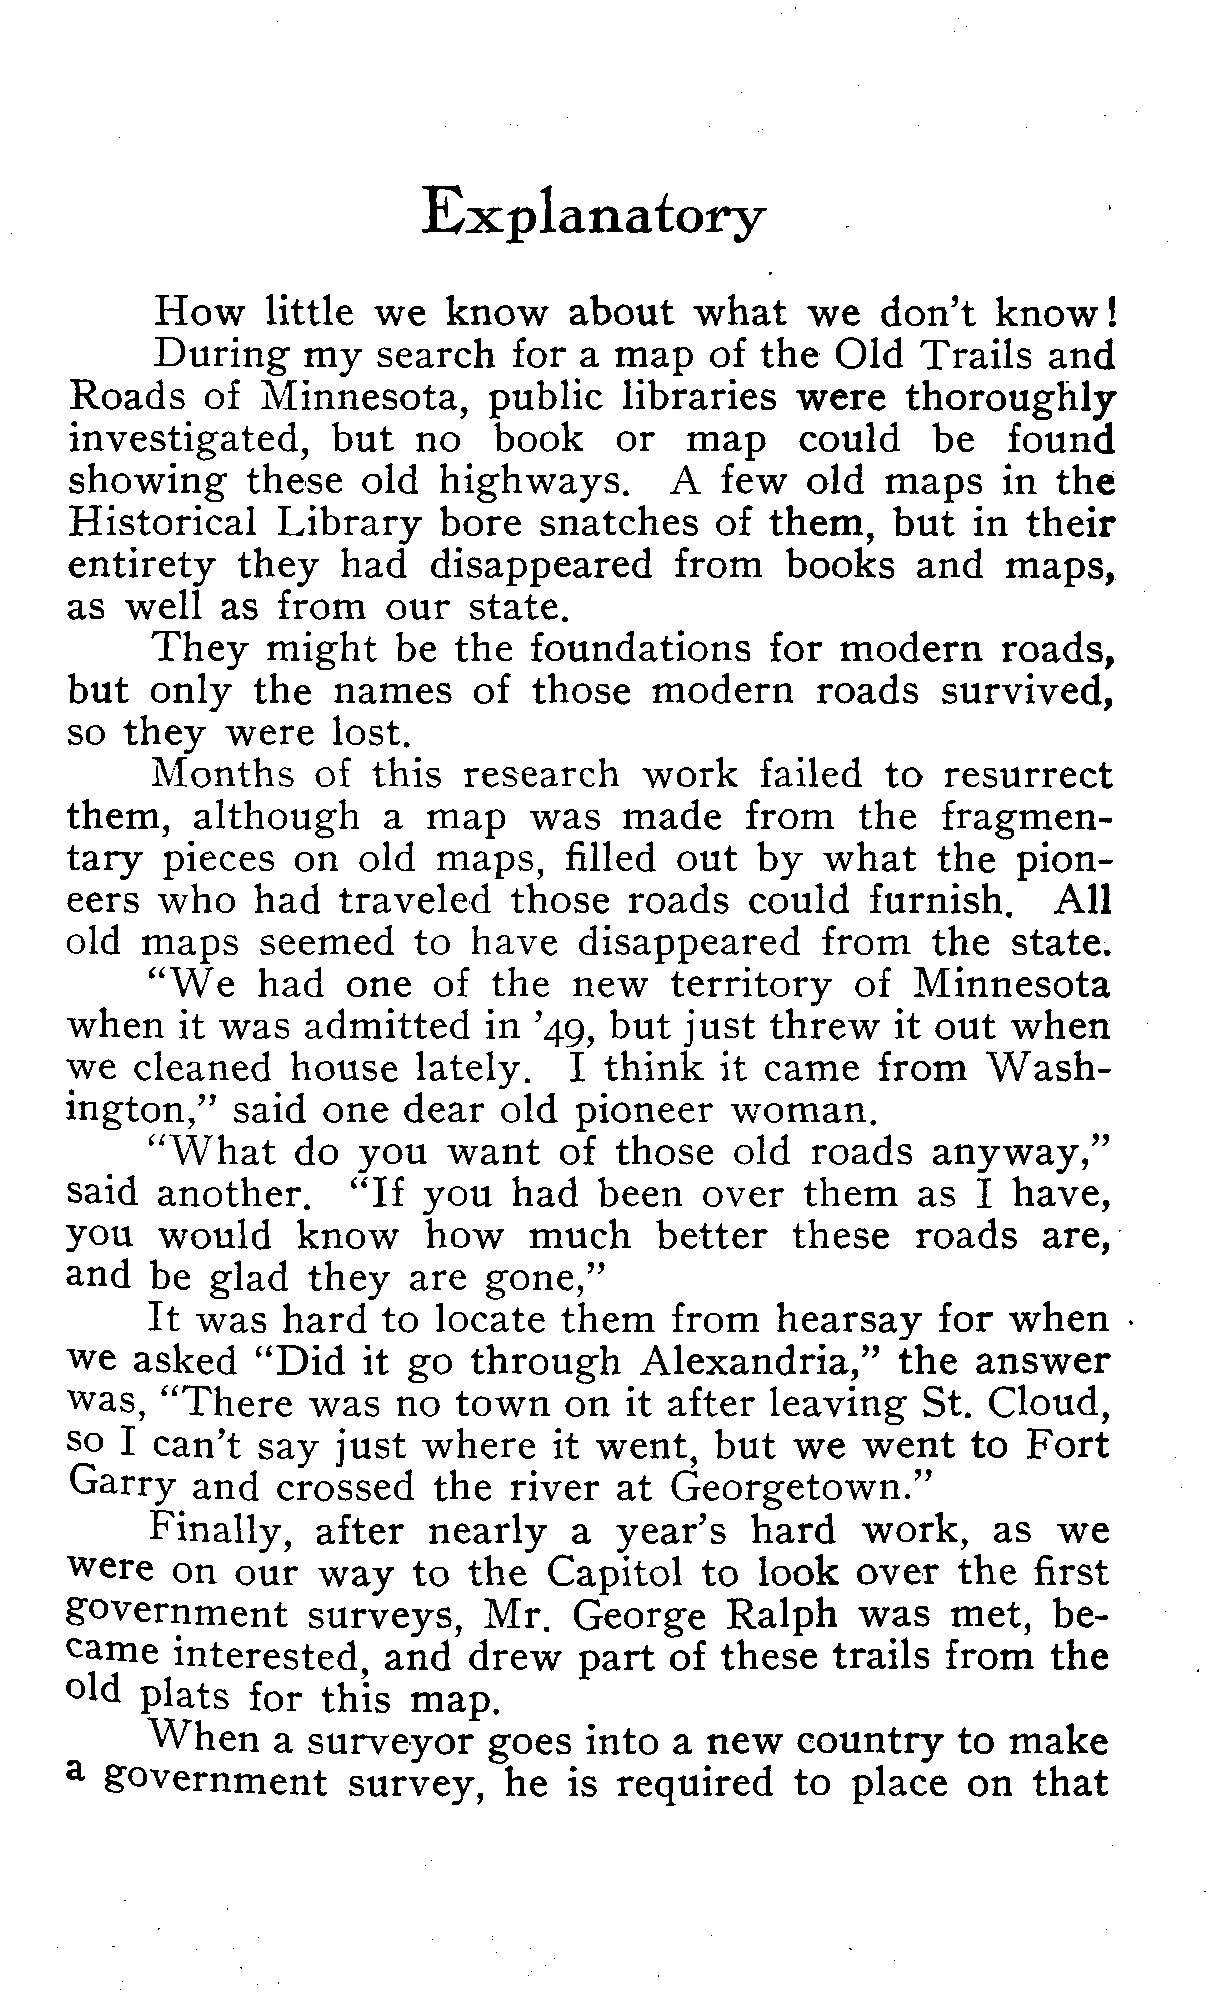 Explanatory
How little we know about what we don't know!
During my search for a map of the Old Trails and
Roads of Minnesota, public libraries were thoroughly
investigated, but no book or map could be found
showing these old highways. A few old maps in the
Historical Library bore snatches of them, but in their
entirety they had disappeared from books and maps,
as well as from our state.
They might be the foundations for modern roads,
but only the names of those modern roads survived,
so they were lost.
Months of this research work failed to resurrect
them, although a map was made from the fragmen-
tary pieces on old maps, filled out by what the pion-
eers who had traveled those roads could furnish. All
old maps seemed to have disappeared from the state.
“We had one of the new territory of Minnesota
when it was admitted in ’49, but just threw it out when
we cleaned house lately. I think it came from Wash-
ington,” said one dear old pioneer woman.
“What do you want of those old roads anyway,”
said another. “If you had been over them as I have,
you would know how much better these roads are,
and be glad they are gone,”
It was hard to locate them from hearsay for when
we asked “Did it go through Alexandria,” the answer
was, “There was no town on it after leaving St. Cloud,
so I can't say just where it went, but we went to Fort
Garry and crossed the river at Georgetown.”
Finally, after nearly a year's hard work, as we
were on our way to the Capitol to look over the first
government surveys, Mr. George Ralph was met, be-
came interested, and drew part of these trails from the
old plats for this map.
When a surveyor goes into a new country to make
a government survey, he is required to place on that